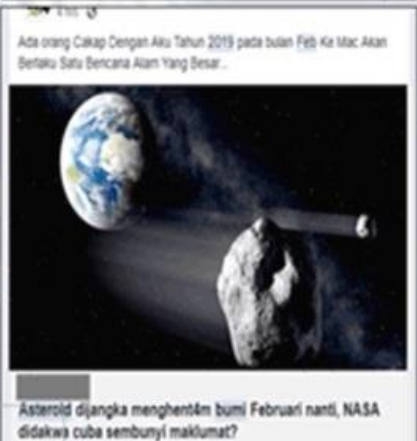 Ada orang Cakap Dengan Aku Tahun 2019 pada bulan Feb Ke Mac Akan
Berlaku Satu Bencana Alam Yang Besar...
Asteroid dijangka menghent4m bumi Februari nanti, NASA
didakwa cuba sembunyi maklumat?